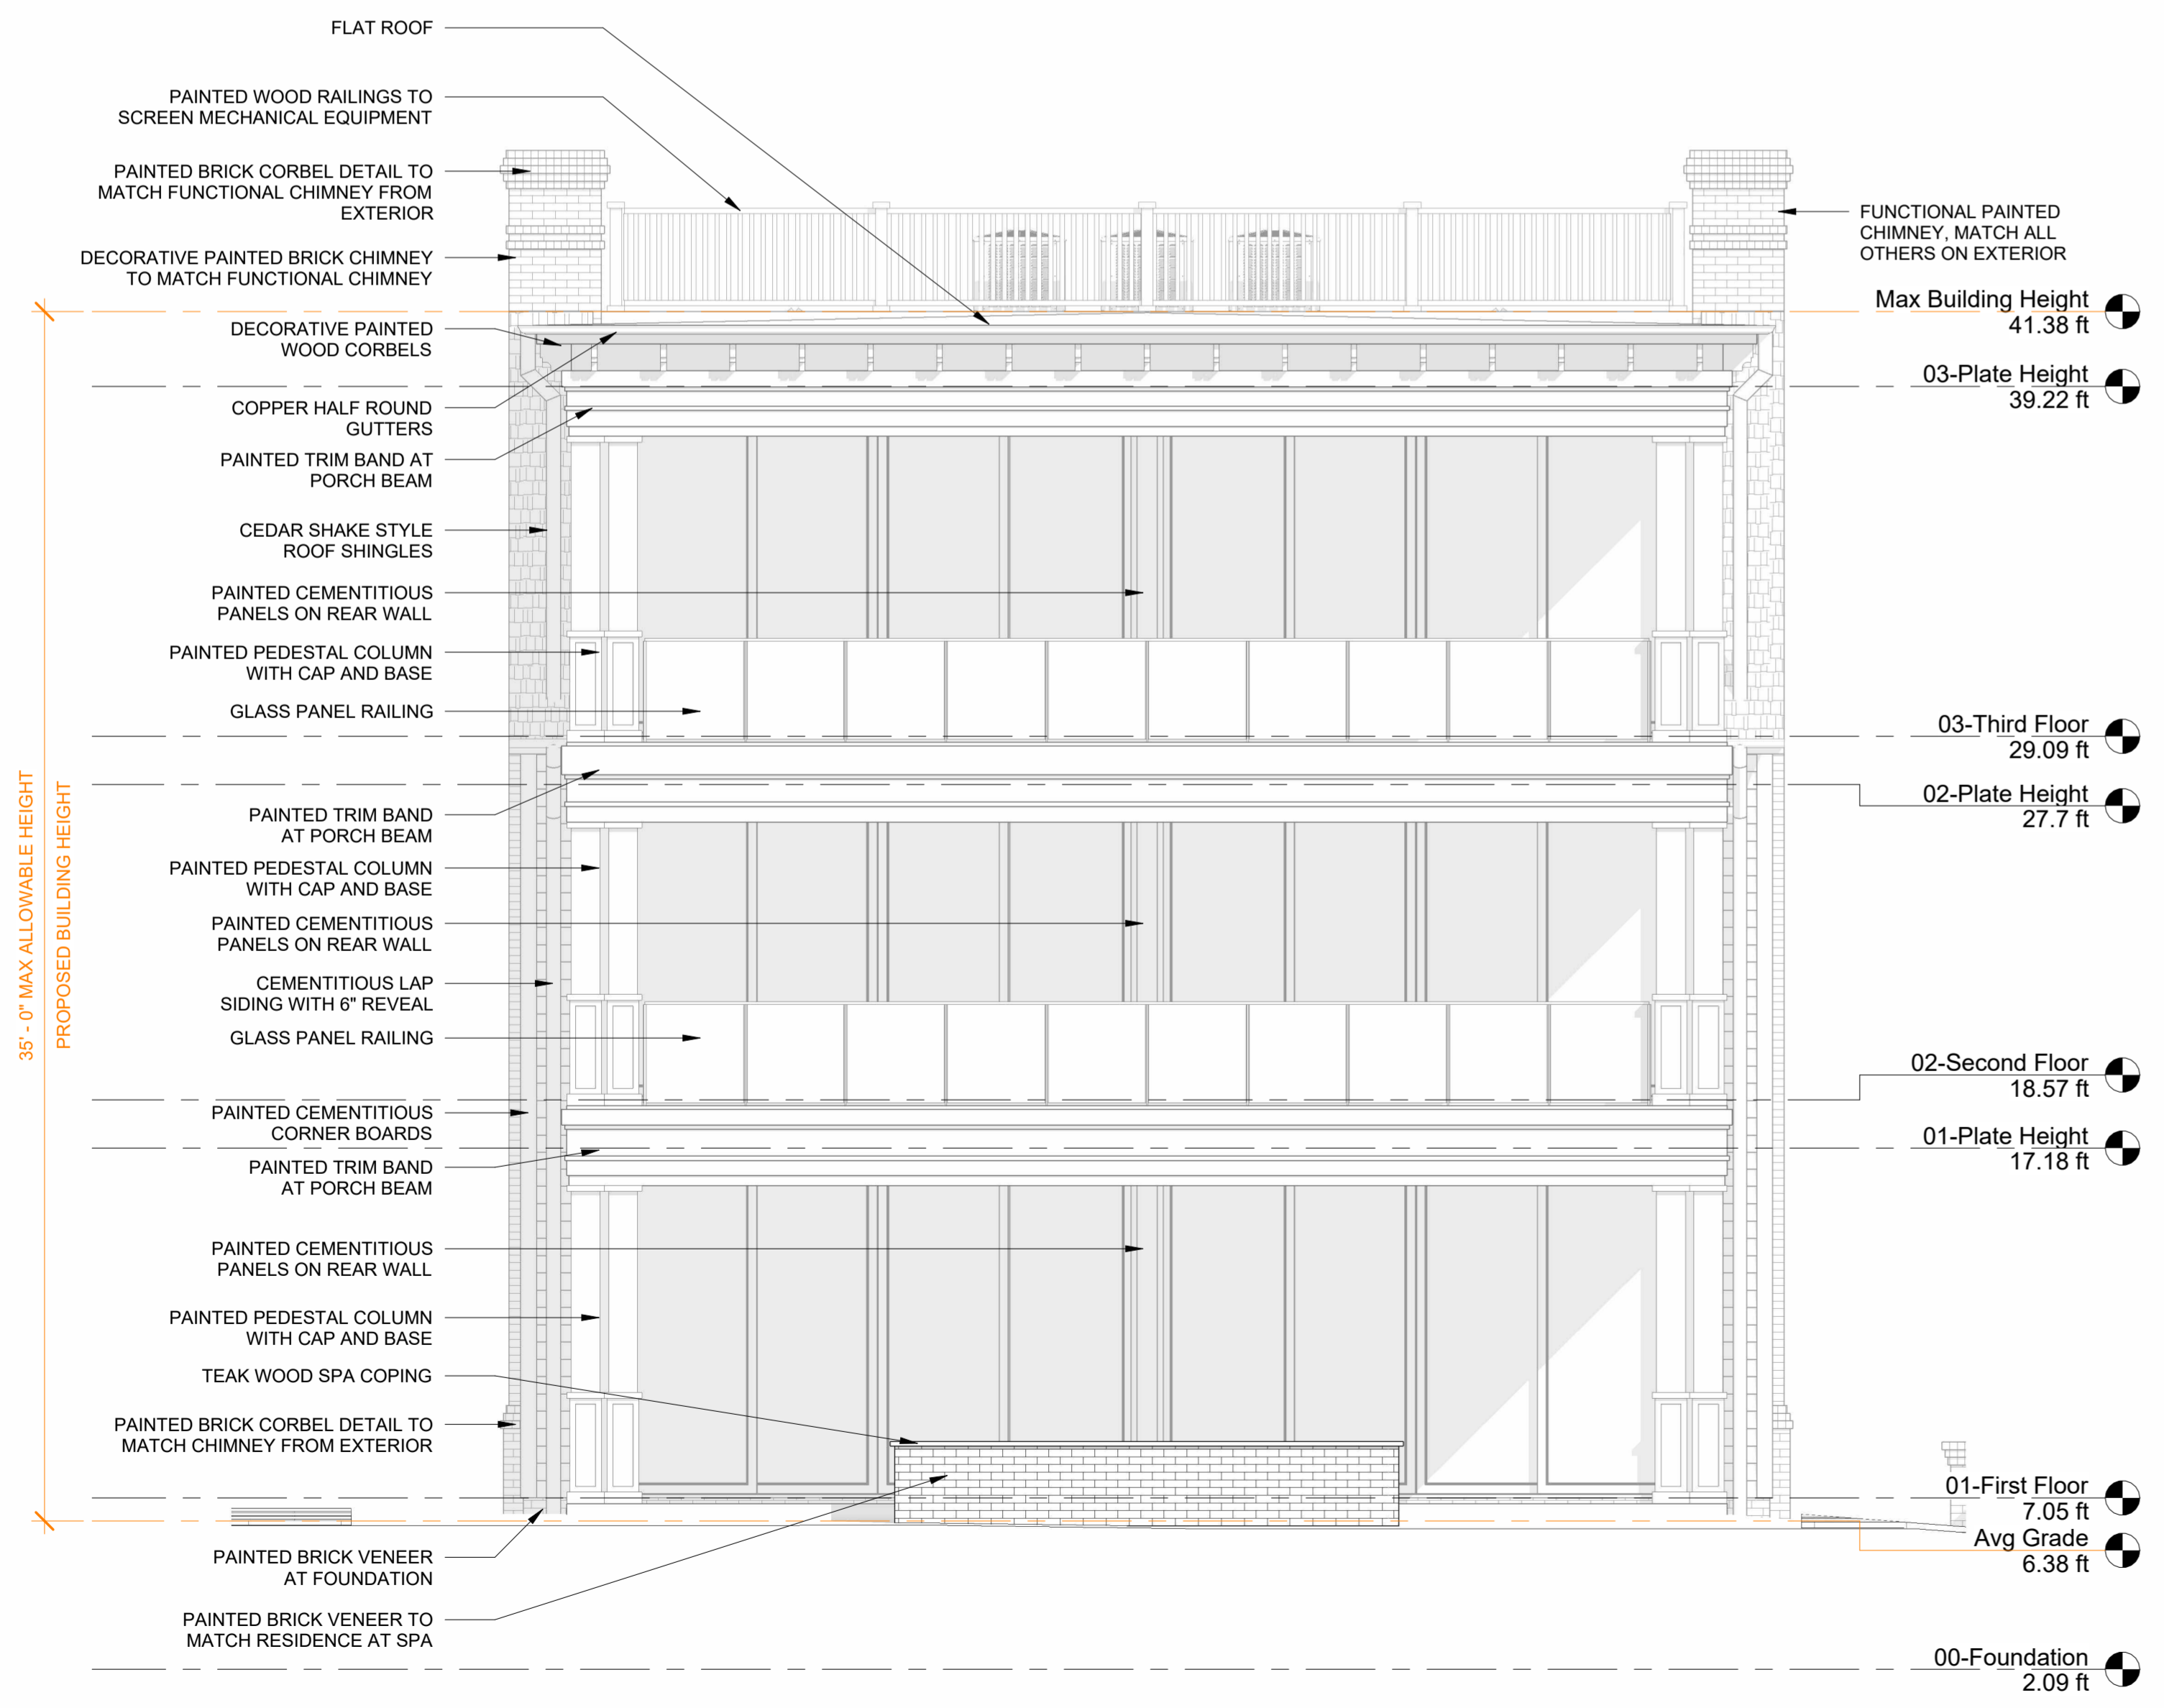 FLAT ROOF
PAINTED WOOD RAILINGS TO
SCREEN MECHANICAL EQUIPMENT
PAINTED BRICK CORBEL DETAIL TO
MATCH FUNCTIONAL CHIMNEY FROM
EXTERIOR
DECORATIVE PAINTED BRICK CHIMNEY
TO MATCH FUNCTIONAL CHIMNEY
DECORATIVE PAINTED
WOOD CORBELS
COPPER HALF ROUND
GUTTERS
PAINTED TRIM BAND AT
PORCH BEAM
CEDAR SHAKE STYLE
ROOF SHINGLES
PAINTED CEMENTITIOUS
PANELS ON REAR WALL
PAINTED PEDESTAL COLUMN
WITH CAP AND BASE
GLASS PANEL RAILING
PAINTED TRIM BAND
AT PORCH BEAM
PAINTED PEDESTAL COLUMN
WITH CAP AND BASE
PAINTED CEMENTITIOUS
PANELS ON REAR WALL
CEMENTITIOUS LAP
SIDING WITH 6" REVEAL
GLASS PANEL RAILING
PAINTED CEMENTITIOUS
CORNER BOARDS
PAINTED TRIM BAND
AT PORCH BEAM
PAINTED CEMENTITIOUS
PANELS ON REAR WALL
PAINTED PEDESTAL COLUMN
WITH CAP AND BASE
TEAK WOOD SPA COPING
PAINTED BRICK CORBEL DETAIL TO
MATCH CHIMNEY FROM EXTERIOR
PAINTED BRICK VENEER
AT FOUNDATION
PAINTED BRICK VENEER TO
MATCH RESIDENCE AT SPA
35' - 0" MAX ALLOWABLE HEIGHT
PROPOSED BUILDING HEIGHT
FUNCTIONAL PAINTED
CHIMNEY, MATCH ALL
OTHERS ON EXTERIOR
Max Building Height
41.38 ft
03-Plate Height
39.22 ft
03-Third Floor
29.09 ft
02-Plate Height
27.7 ft
02-Second Floor
18.57 ft
01-Plate Height
17.18 ft
01-First Floor
7.05 ft
Avg Grade
6.38 ft
00-Foundation
2.09 ft